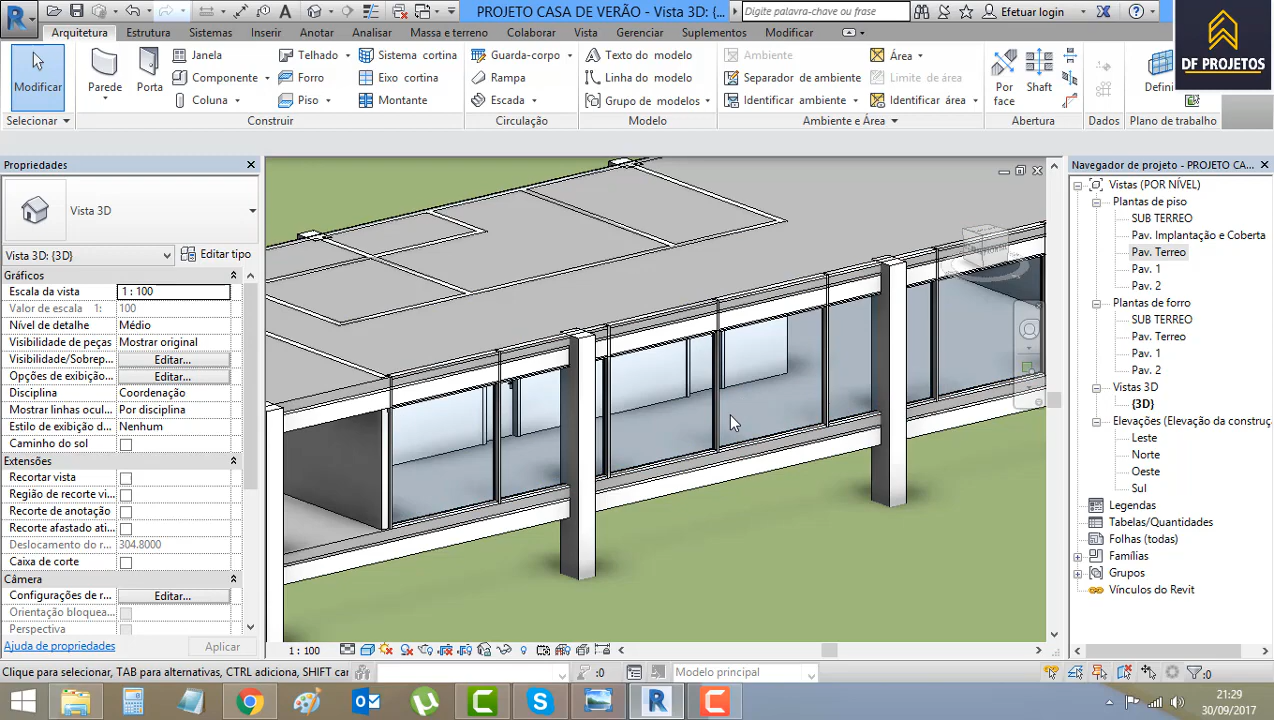 PROJETO CASA DE VERÃO - Vista 3D: {...
Digite palavra-chave ou frase
Efetuar login
DF PROJETOS
Arquitetura Estrutura Sistemas Inserir Anotar Analisar Massa e terreno Colaborar Vista Gerenciar Suplementos Modificar
Modificar
Selecionar
Parede
Porta
Janela
Componente
Coluna
Telhado
Forro
Piso
Sistema cortina
Eixo cortina
Montante
Construir
Guarda-corpo
Rampa
Escada
Circulação
Texto do modelo
Linha do modelo
Grupo de modelos
Modelo
Ambiente
Separador de ambiente
Identificar ambiente
Área
Limite de área
Identificar área
Ambiente e Área
Por
face
Shaft
Abertura
Dados
Defini
Plano de trabalho
Propriedades
Vista 3D
Vista 3D: {3D}
Editar tipo
Gráficos
Escala da vista 1 : 100
Valor de escala 1: 100
Nível de detalhe Médio
Visibilidade de peças Mostrar original
Visibilidade/Sobrep... Editar...
Opções de exibição... Editar...
Disciplina Coordenação
Mostrar linhas ocul... Por disciplina
Estilo de exibição d... Nenhum
Caminho do sol
Extensões
Recortar vista
Região de recorte vi...
Recorte de anotação
Recorte afastado ati...
Deslocamento do r... 304.8000
Caixa de corte
Câmera
Configurações de r... Editar...
Orientação bloquea...
Perspectiva
Ajuda de propriedades
Aplicar
1 : 100
Navegador de projeto - PROJETO CA...
Vistas (POR NÍVEL)
Plantas de piso
SUB TERREO
Pav. Implantação e Coberta
Pav. Terreo
Pav. 1
Pav. 2
Plantas de forro
SUB TERREO
Pav. Terreo
Pav. 1
Pav. 2
Vistas 3D
{3D}
Elevações (Elevação da construç
Leste
Norte
Oeste
Sul
Legendas
Tabelas/Quantidades
Folhas (todas)
Famílias
Grupos
Vínculos do Revit
Clique para selecionar, TAB para alternativas, CTRL adiciona, SHIFT car
:0
Modelo principal
:0
21:29
30/09/2017